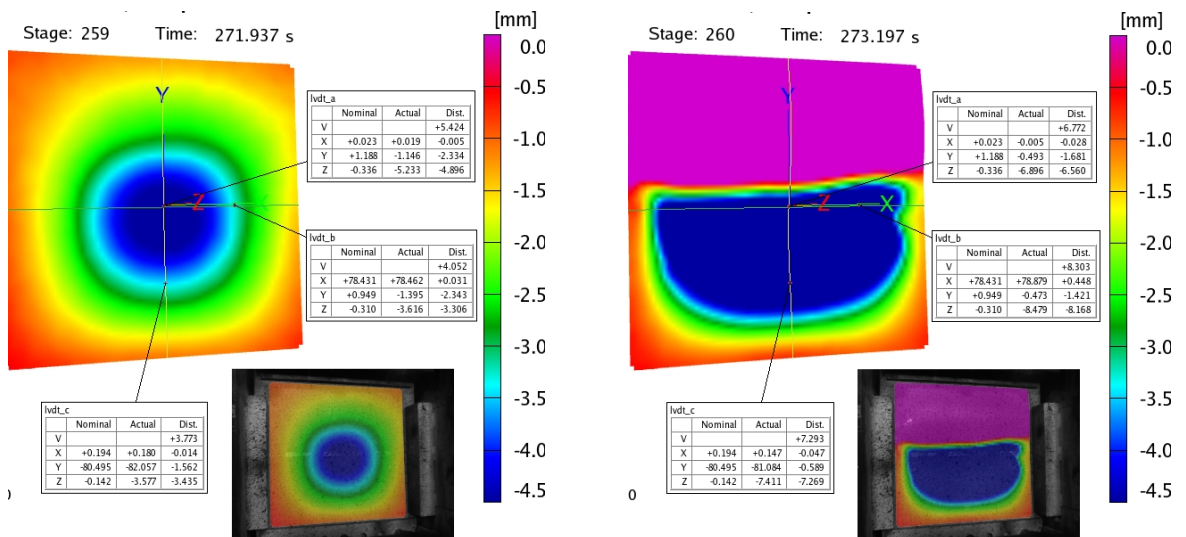 Stage: 259 Time: 271.937 s
[mm]
0.0
-0.5
-1.0
-1.5
-2.0
-2.5
-3.0
-3.5
-4.0
-4.5
Y
Z
X
lvdt_a
Nominal Actual Dist.
V +5.424
X +0.023 +0.019 -0.005
Y +1.188 -1.146 -2.334
Z -0.336 -5.233 -4.896
lvdt_b
Nominal Actual Dist.
V +4.052
X +78.431 +78.462 +0.031
Y +0.949 -1.395 -2.343
Z -0.310 -3.616 -3.306
lvdt_c
Nominal Actual Dist.
V +3.773
X +0.194 +0.180 -0.014
Y -80.495 -82.057 -1.562
Z -0.142 -3.577 -3.435
0
Stage: 260 Time: 273.197 s
[mm]
0.0
-0.5
-1.0
-1.5
-2.0
-2.5
-3.0
-3.5
-4.0
-4.5
Y
Z
X
lvdt_a
Nominal Actual Dist.
V +6.772
X +0.023 -0.005 -0.028
Y +1.188 -0.493 -1.681
Z -0.336 -6.896 -6.560
lvdt_b
Nominal Actual Dist.
V +8.303
X +78.431 +78.879 +0.448
Y +0.949 -0.473 -1.421
Z -0.310 -8.479 -8.168
lvdt_c
Nominal Actual Dist.
V +7.293
X +0.194 +0.147 -0.047
Y -80.495 -81.084 -0.589
Z -0.142 -7.411 -7.269
0